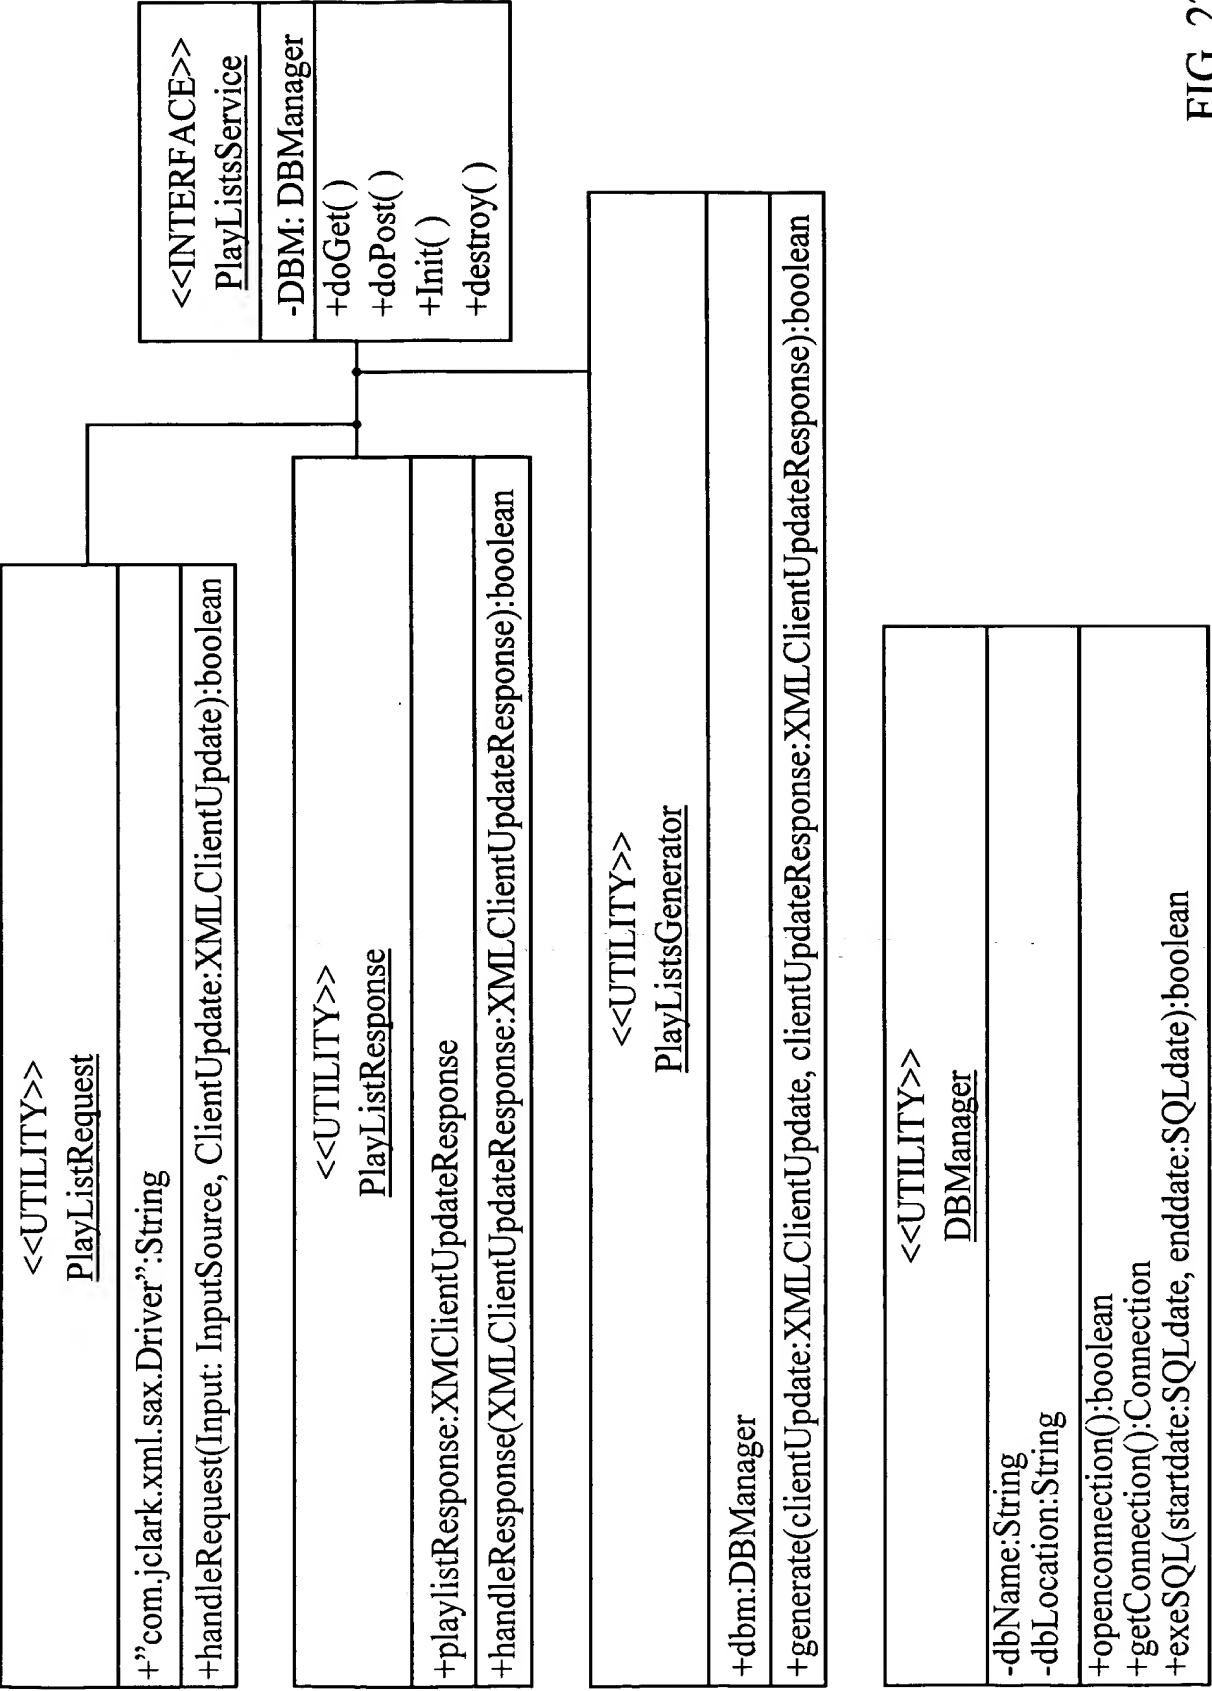 <<UTILITY>>
PlayListRequest
+”com.jclark.xml.sax.Driver”:String
+handleRequest(Input: InputSource, ClientUpdate:XMLClientUpdate):boolean
<<INTERFACE>>
PlayListsService
-DBM: DBManager
+doGet( )
+doPost( )
+Init( )
+destroy( )
<<UTILITY>>
PlayListResponse
+playlistResponse:XMClientUpdateResponse
+handleResponse(XMLClientUpdateResponse:XMLClientUpdateResponse):boolean
<<UTILITY>>
PlayListsGenerator
+dbm:DBManager
+generate(clientUpdate:XMLClientUpdate, clientUpdateResponse:XMLClientUpdateResponse):boolean
<<UTILITY>>
DBManager
-dbName:String
-dbLocation:String
+openconnection():boolean
+getConnection():Connection
+exeSQL(startdate:SQLdate, enddate:SQLdate):boolean
FIG.